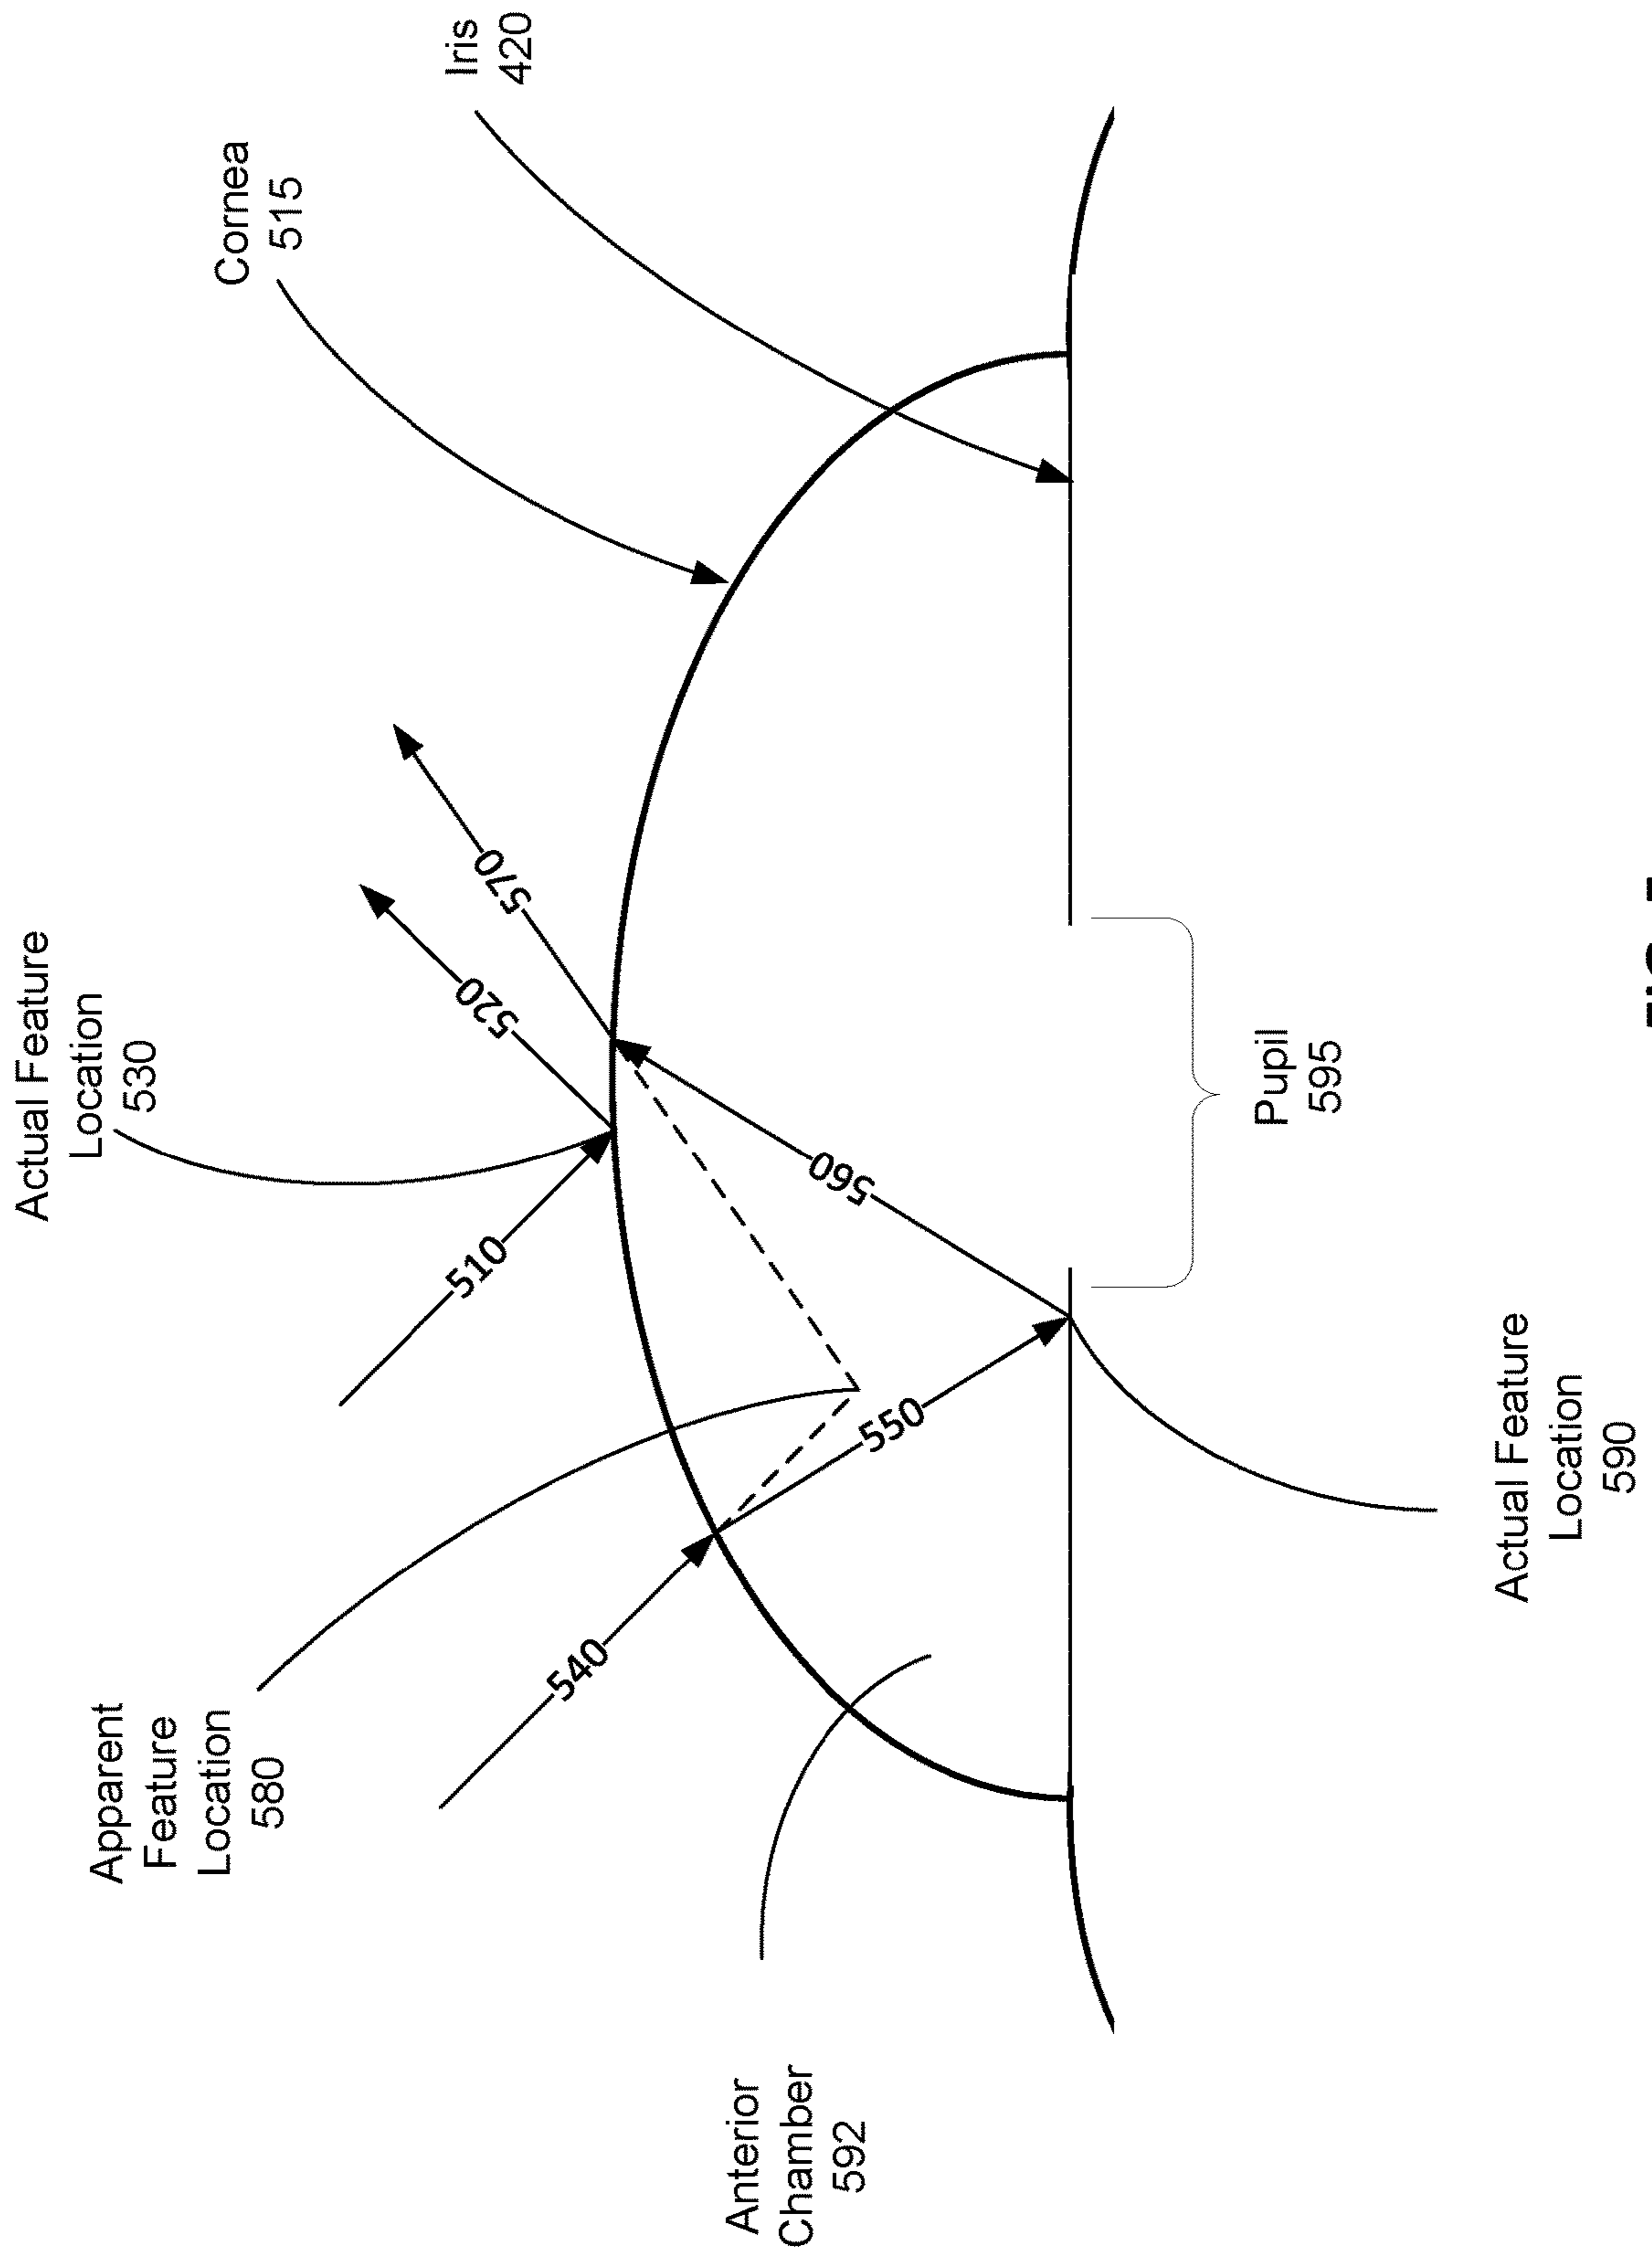 Actual Feature
Location
530
Apparent
Feature
Location
580
Cornea
515
Iris
420
510
520
570
540
Anterior
Chamber
592
550
560
Pupil
595
Actual Feature
Location
590